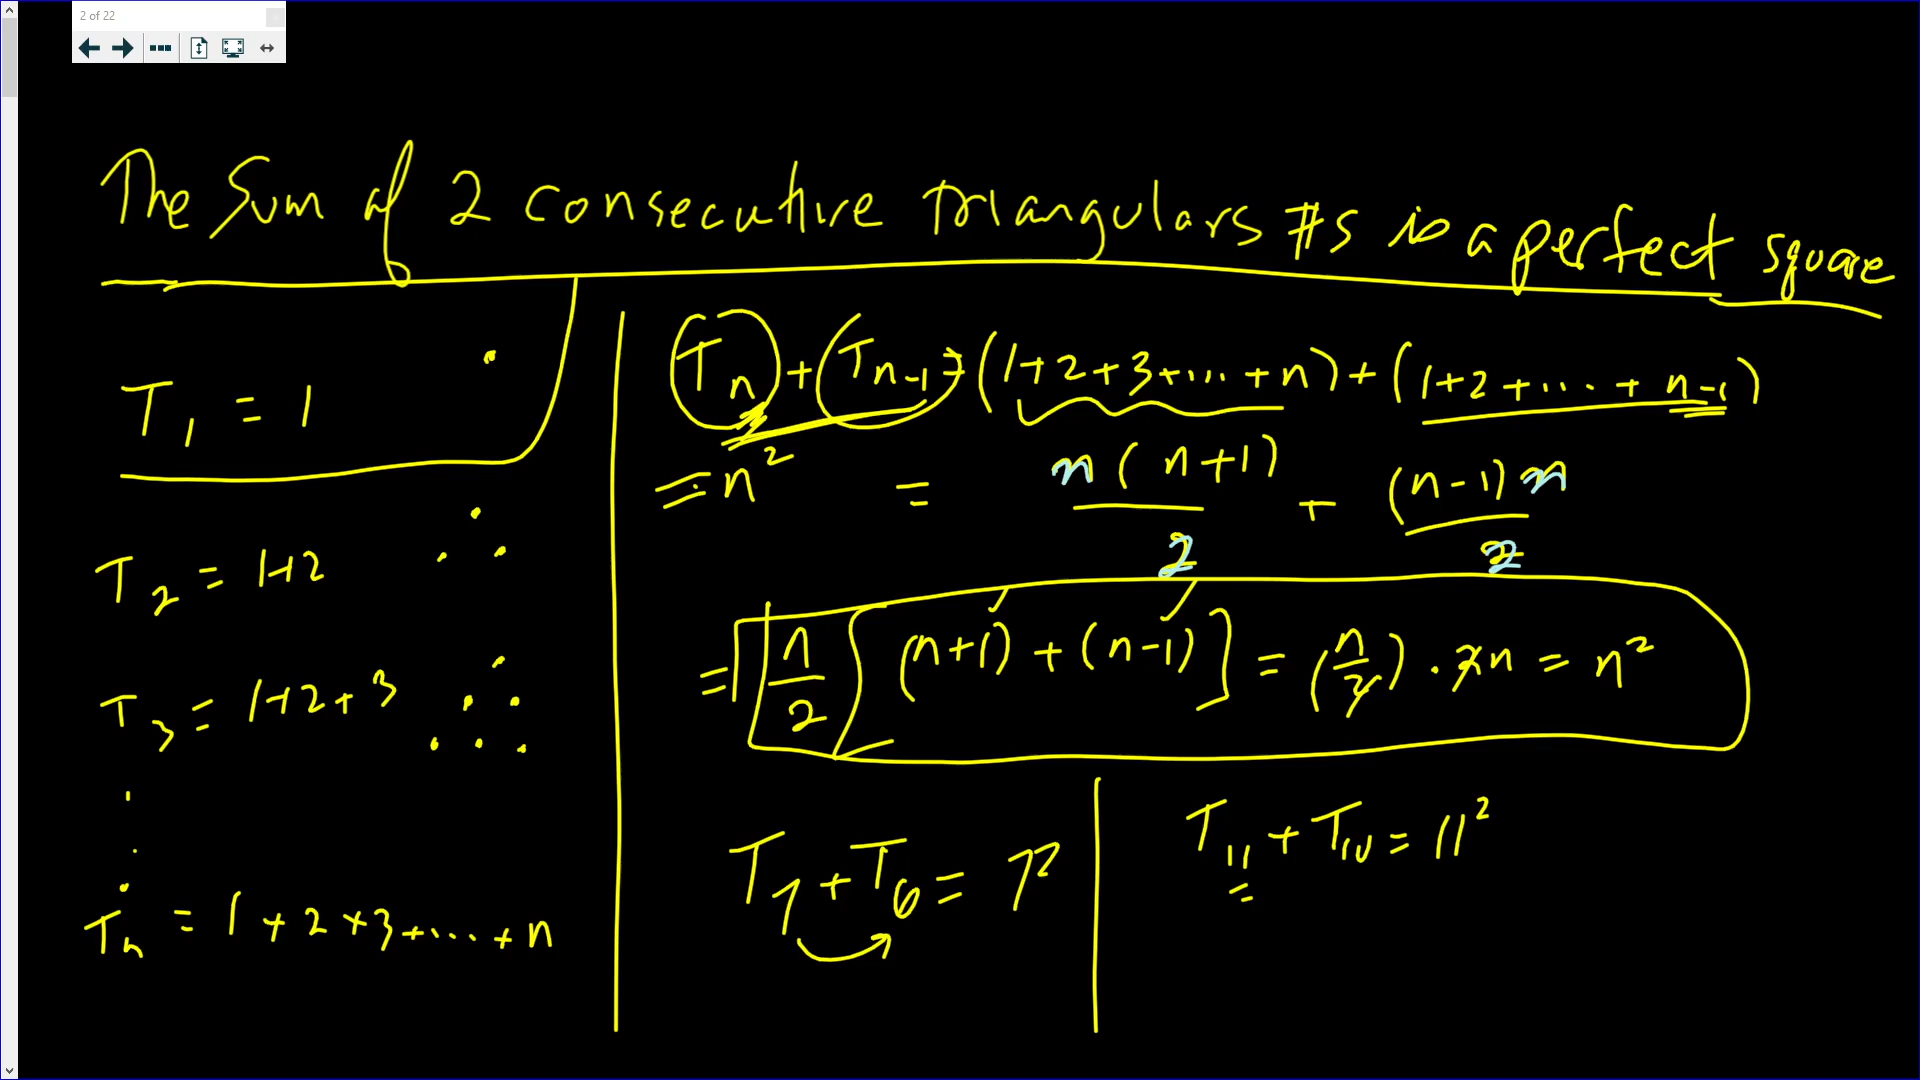 2 of 22
The Sum of 2 consecutive triangulars #s is a perfect square
T₁ = 1
T₂ = 1+2
T₃ = 1+2+3
Tₙ = 1+2+3+...+n
Tₙ + Tₙ₋₁ = (1+2+3+...+n)+(1+2+...+n-1)
= n² = n(n+1)/2 + (n-1)n/2
= n/2 [(n+1)+(n-1)] = (n/2)·2n = n²
T₇+T₆ = 7²
T₁₁+T₁₀ = 11²